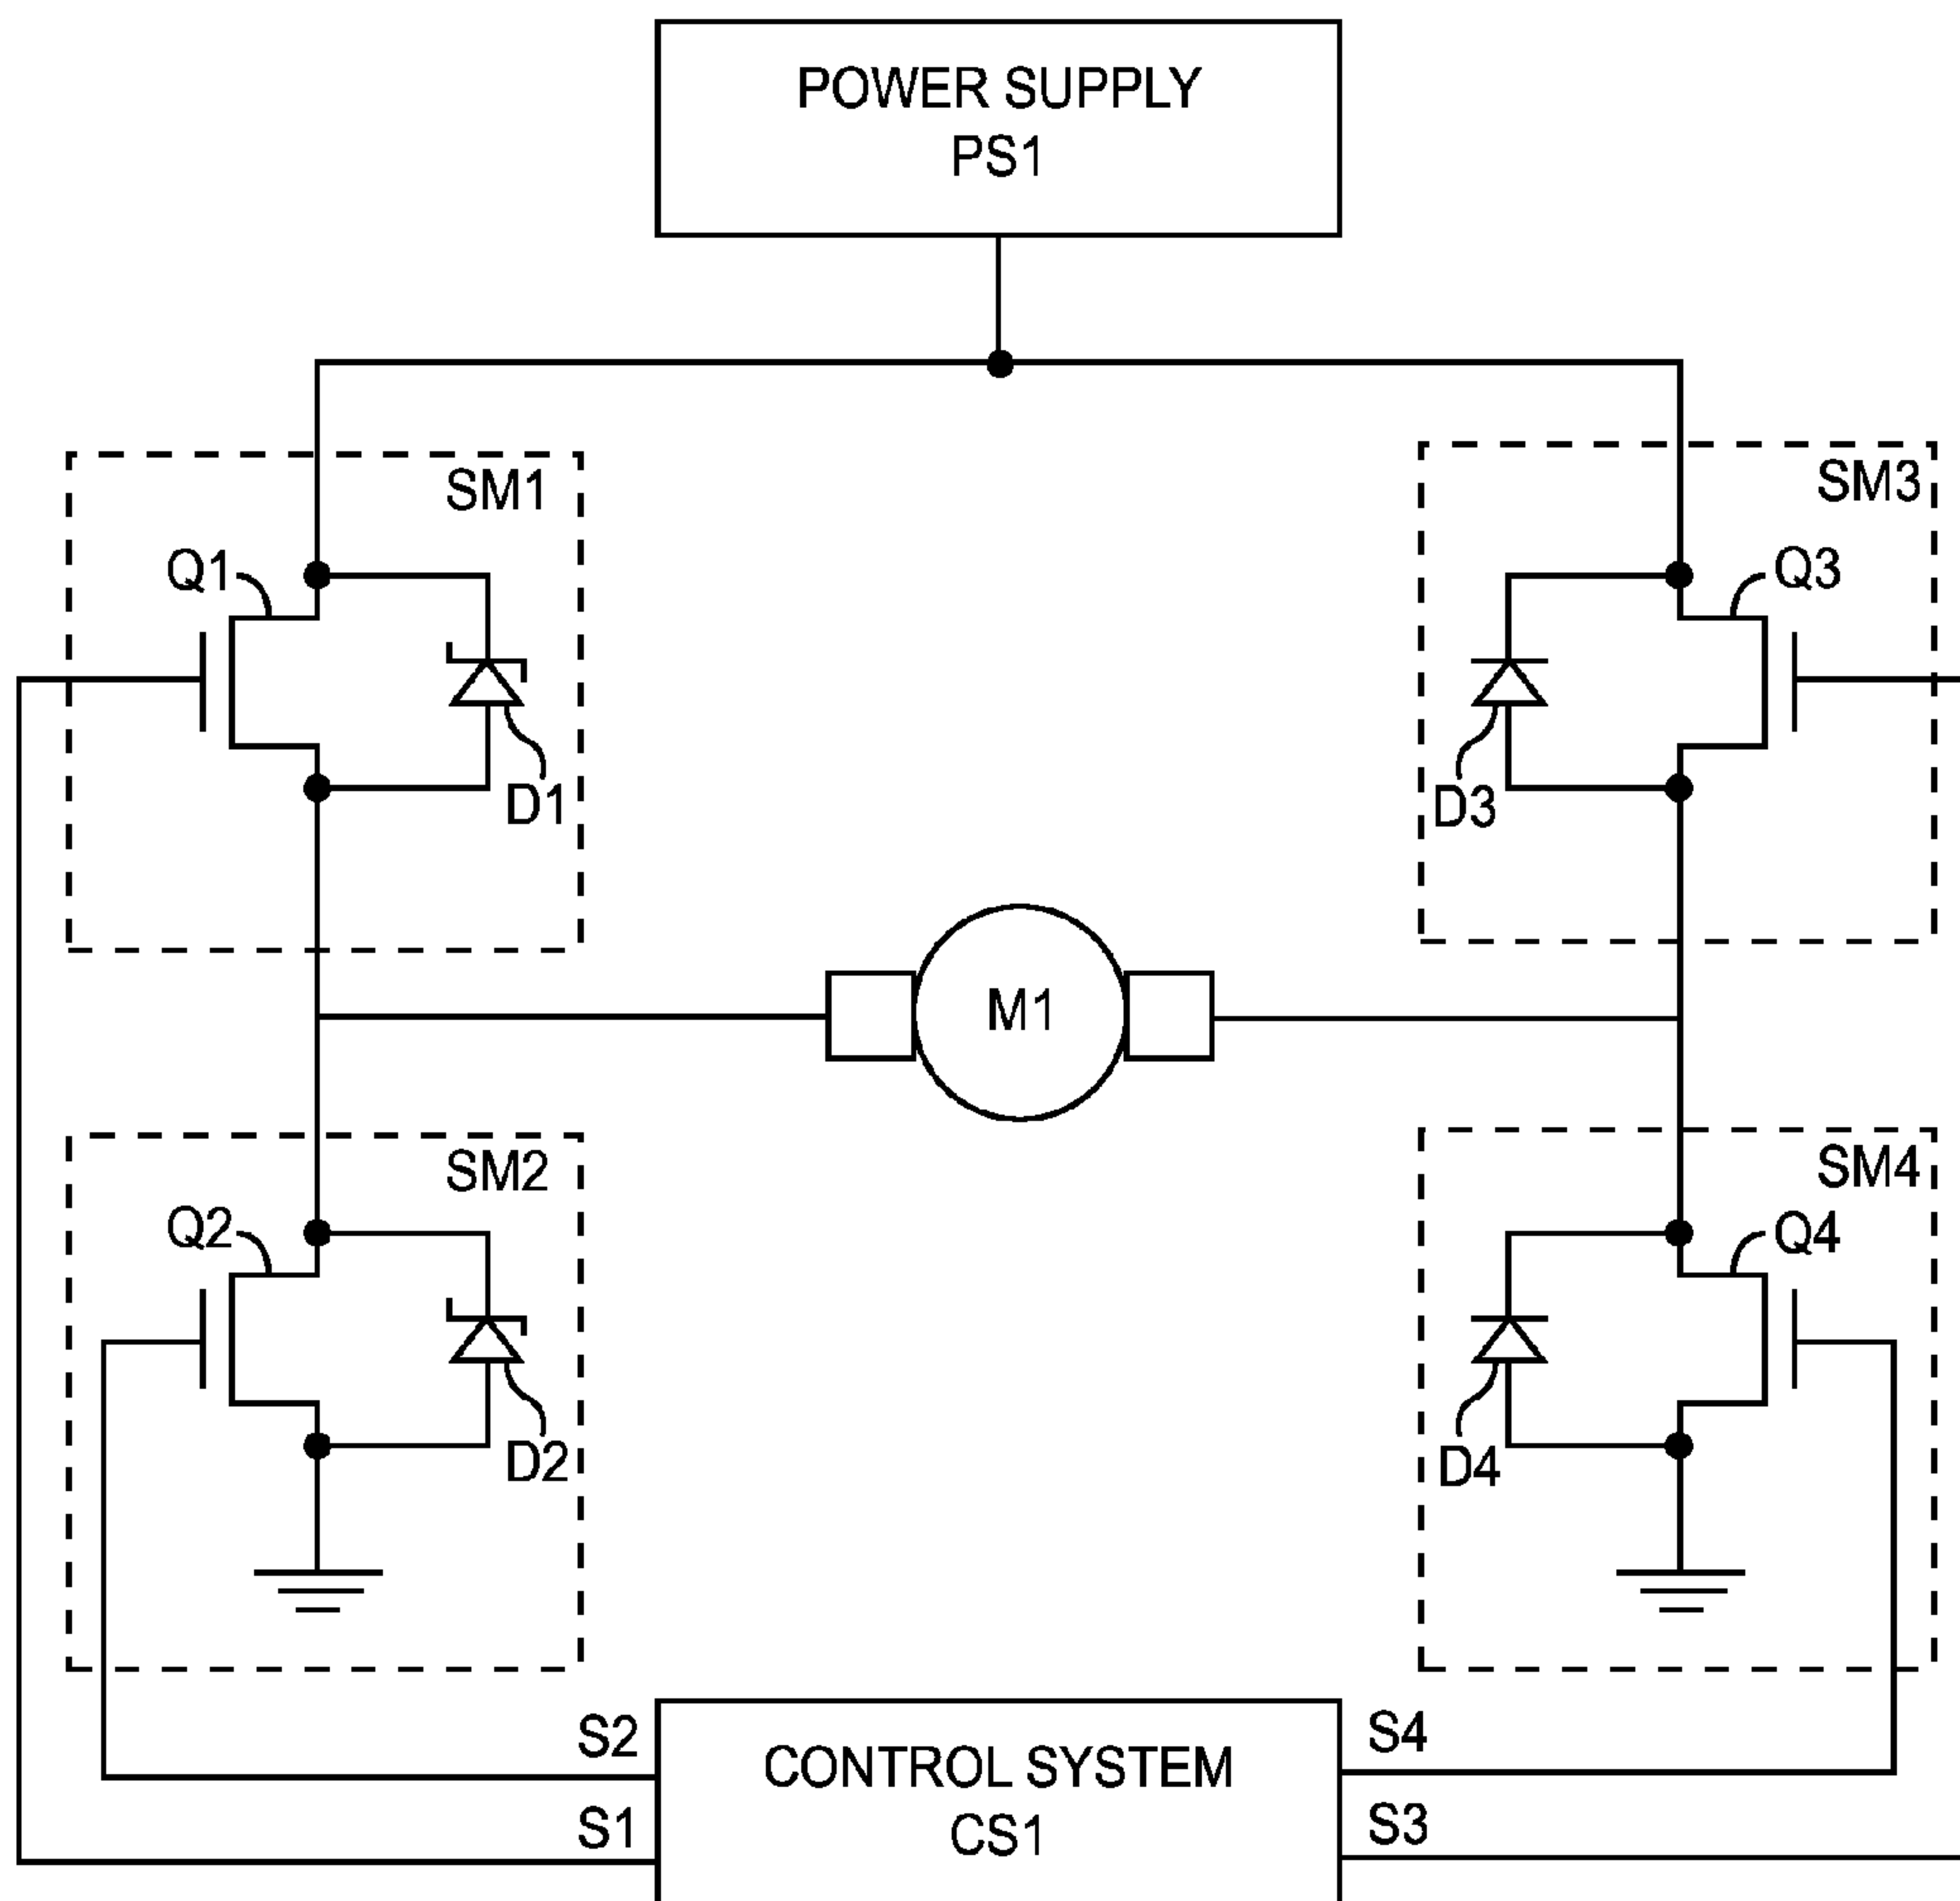 POWER SUPPLY
PS1
SM1
SM3
Q1
Q3
D1
D3
M1
SM2
SM4
Q2
Q4
D2
D4
S2
S4
CONTROL SYSTEM
CS1
S1
S3